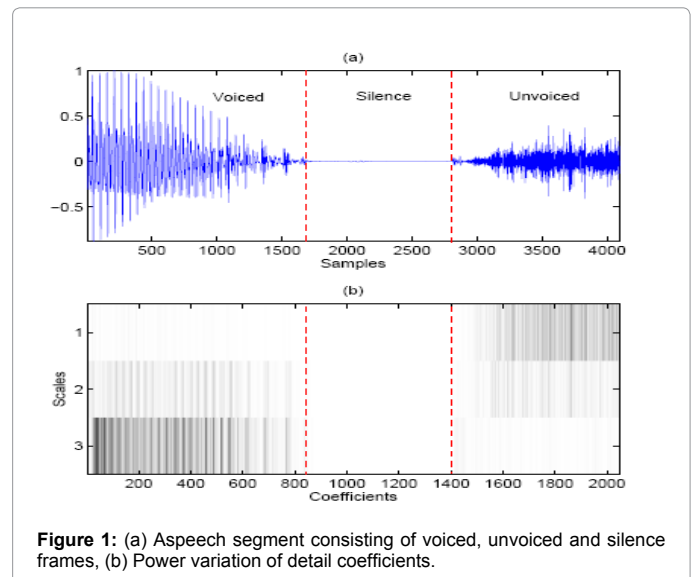 (a)
1
0.5
0
−0.5
Voiced Silence Unvoiced
500 1000 1500 2000 2500 3000 3500 4000
Samples
(b)
Scales
1
2
3
200 400 600 800 1000 1200 1400 1600 1800 2000
Coefficients
Figure 1: (a) Aspeech segment consisting of voiced, unvoiced and silence
frames, (b) Power variation of detail coefficients.